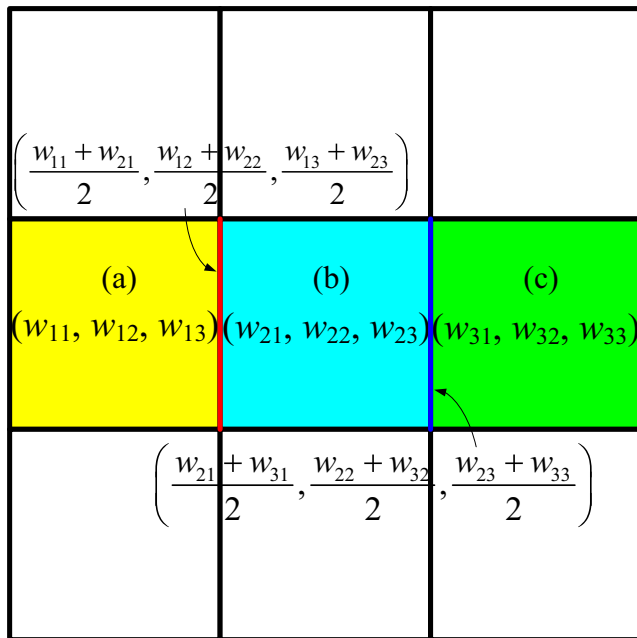 (w₁₁ + w₂₁ / 2, w₁₂ + w₂₂ / 2, w₁₃ + w₂₃ / 2)
(a) (b) (c)
(w₁₁, w₁₂, w₁₃) (w₂₁, w₂₂, w₂₃) (w₃₁, w₃₂, w₃₃)
(w₂₁ + w₃₁ / 2, w₂₂ + w₃₂ / 2, w₂₃ + w₃₃ / 2)